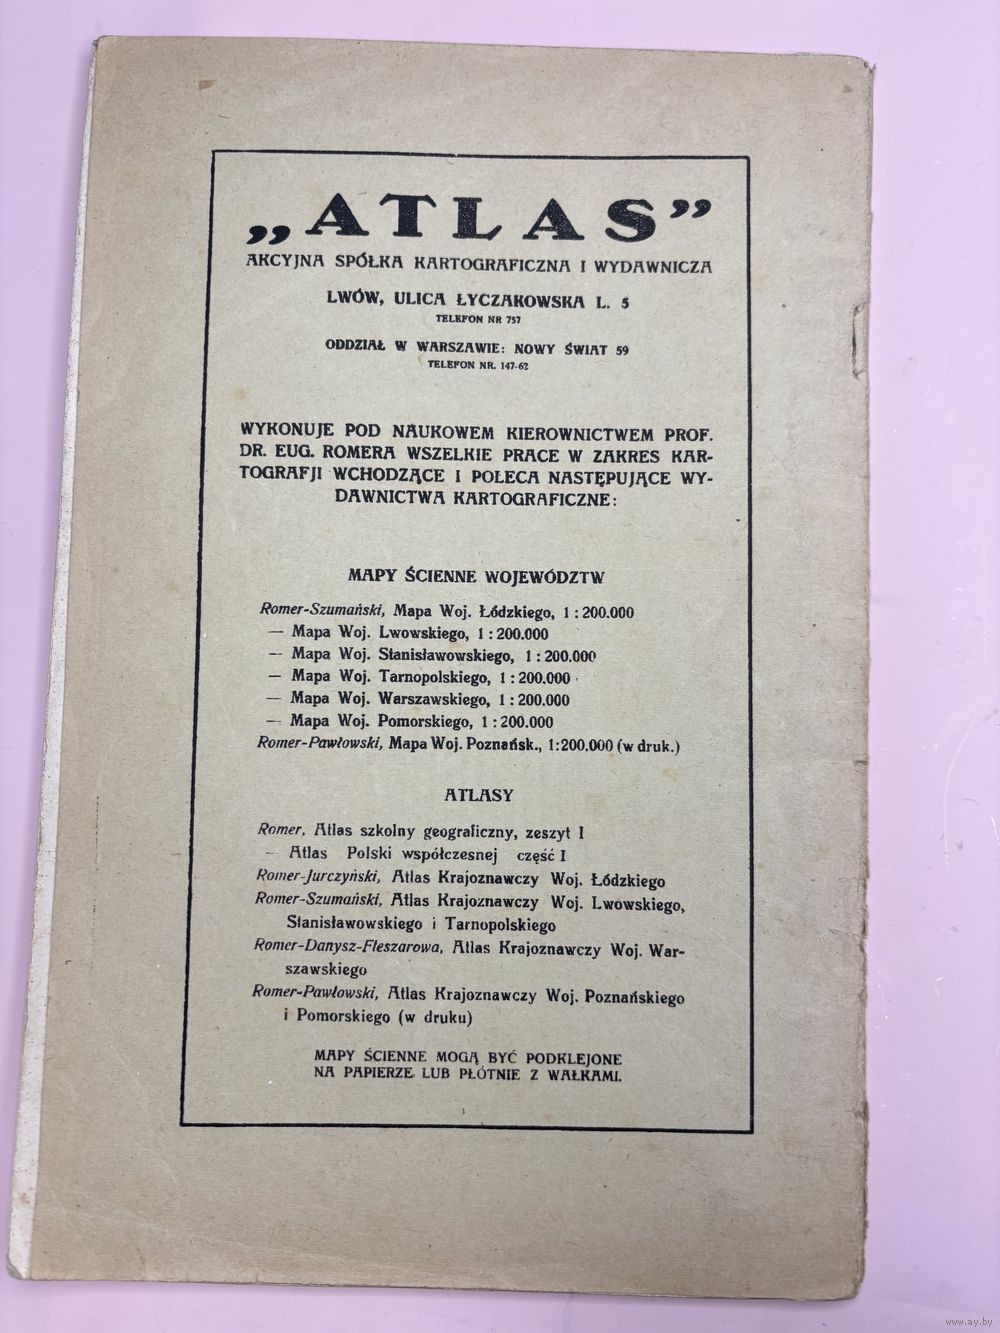 „ATLAS”
AKCYJNA SPÓŁKA KARTOGRAFICZNA I WYDAWNICZA
LWÓW, ULICA ŁYCZAKOWSKA L. 5
TELEFON NR 757
ODDZIAŁ W WARSZAWIE: NOWY ŚWIAT 59
TELEFON NR. 147-62
WYKONUJE POD NAUKOWEM KIEROWNICTWEM PROF.
DR. EUG. ROMERA WSZELKIE PRACE W ZAKRES KAR-
TOGRAFJI WCHODZĄCE I POLECA NASTĘPUJĄCE WY-
DAWNICTWA KARTOGRAFICZNE:
MAPY ŚCIENNE WOJEWÓDZTW
Romer-Szumański, Mapa Woj. Łódzkiego, 1 : 200.000
— Mapa Woj. Lwowskiego, 1 : 200.000
— Mapa Woj. Stanisławowskiego, 1 : 200.000
— Mapa Woj. Tarnopolskiego, 1 : 200.000
— Mapa Woj. Warszawskiego, 1 : 200.000
— Mapa Woj. Pomorskiego, 1 : 200.000
Romer-Pawłowski, Mapa Woj. Poznańsk., 1:200.000 (w druk.)
ATLASY
Romer, Atlas szkolny geograficzny, zeszyt I
— Atlas Polski współczesnej część I
Romer-Jurczyński, Atlas Krajoznawczy Woj. Łódzkiego
Romer-Szumański, Atlas Krajoznawczy Woj. Lwowskiego,
Stanisławowskiego i Tarnopolskiego
Romer-Danysz-Fleszarowa, Atlas Krajoznawczy Woj. War-
szawskiego
Romer-Pawłowski, Atlas Krajoznawczy Woj. Poznańskiego
i Pomorskiego (w druku)
MAPY ŚCIENNE MOGĄ BYĆ PODKLEJONE
NA PAPIERZE LUB PŁÓTNIE Z WAŁKAMI.
www.ay.by